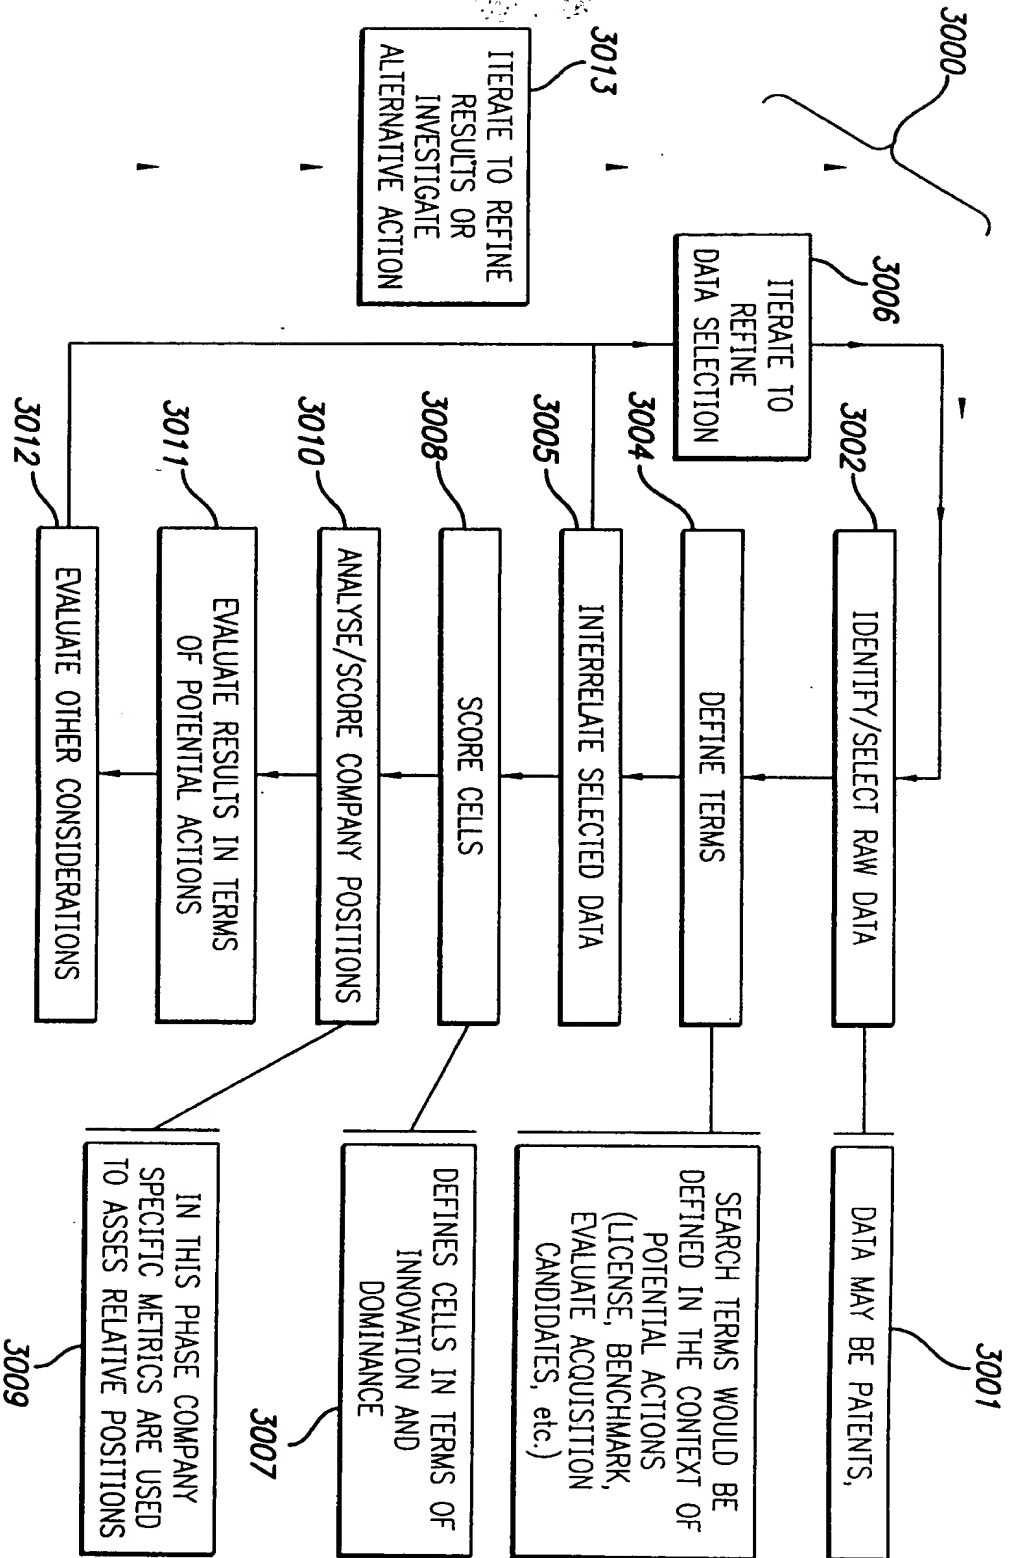 3000
3002
IDENTIFY/SELECT RAW DATA
DATA MAY BE PATENTS,
3001
3006
ITERATE TO
REFINE
DATA SELECTION
3004
DEFINE TERMS
SEARCH TERMS WOULD BE
DEFINED IN THE CONTEXT OF
POTENTIAL ACTIONS
(LICENSE, BENCHMARK,
EVALUATE ACQUISITION
CANDIDATES, etc.)
3005
INTERRELATE SELECTED DATA
3013
ITERATE TO REFINE
RESULTS OR
INVESTIGATE
ALTERNATIVE ACTION
3008
SCORE CELLS
DEFINES CELLS IN TERMS OF
INNOVATION AND
DOMINANCE
3007
3010
ANALYSE/SCORE COMPANY POSITIONS
IN THIS PHASE COMPANY
SPECIFIC METRICS ARE USED
TO ASSES RELATIVE POSITIONS
3009
3011
EVALUATE RESULTS IN TERMS
OF POTENTIAL ACTIONS
3012
EVALUATE OTHER CONSIDERATIONS